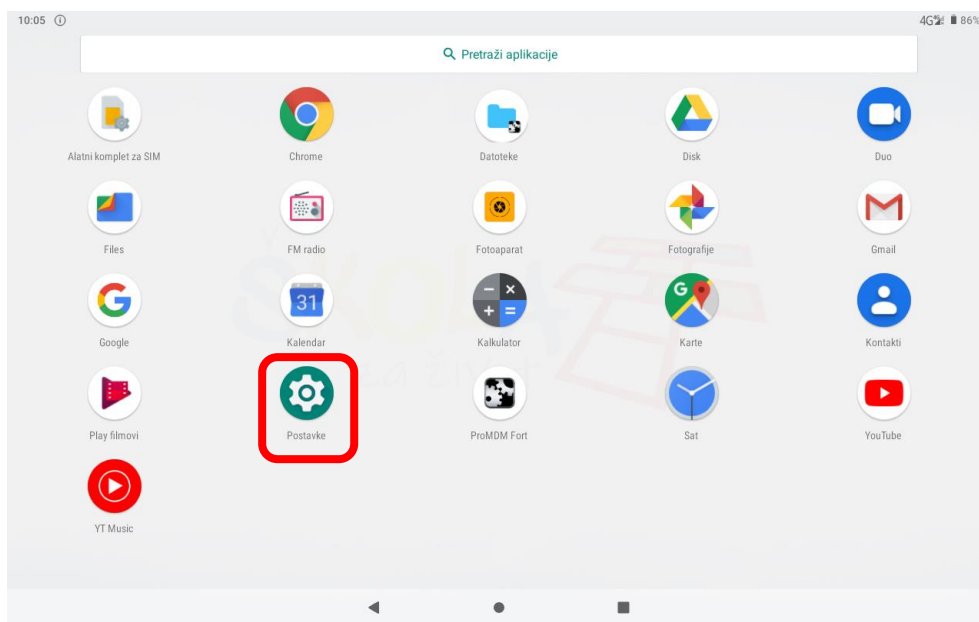 10:05
4G 86%
Pretraži aplikacije
Alatni komplet za SIM
Chrome
Datoteke
Disk
Duo
Files
FM radio
Fotoaparat
Fotografije
Gmail
31
G
Google
Kalendar
Kalkulator
Karte
Kontakti
Postavke
ProMDM Fort
Sat
YouTube
YT Music
Play filmovi